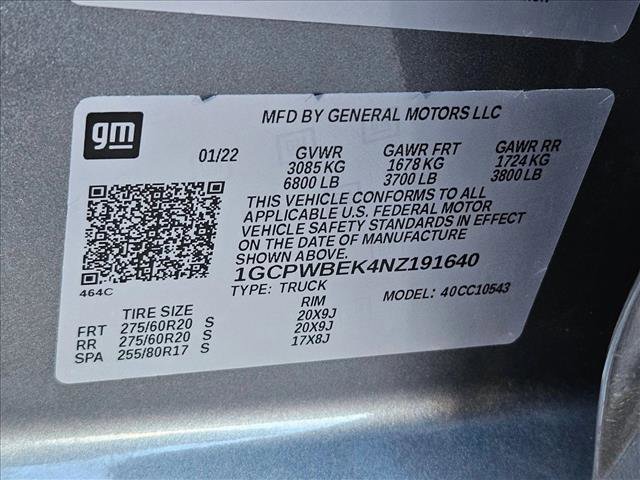 gm
MFD BY GENERAL MOTORS LLC
01/22 GVWR GAWR FRT GAWR RR
3085 KG 1678 KG 1724 KG
6800 LB 3700 LB 3800 LB
THIS VEHICLE CONFORMS TO ALL
APPLICABLE U.S. FEDERAL MOTOR
VEHICLE SAFETY STANDARDS IN EFFECT
ON THE DATE OF MANUFACTURE
SHOWN ABOVE.
1GCPWBEK4NZ191640
464C
TYPE: TRUCK MODEL: 40CC10543
TIRE SIZE RIM
FRT 275/60R20 S 20X9J
RR 275/60R20 S 20X9J
SPA 255/80R17 S 17X8J